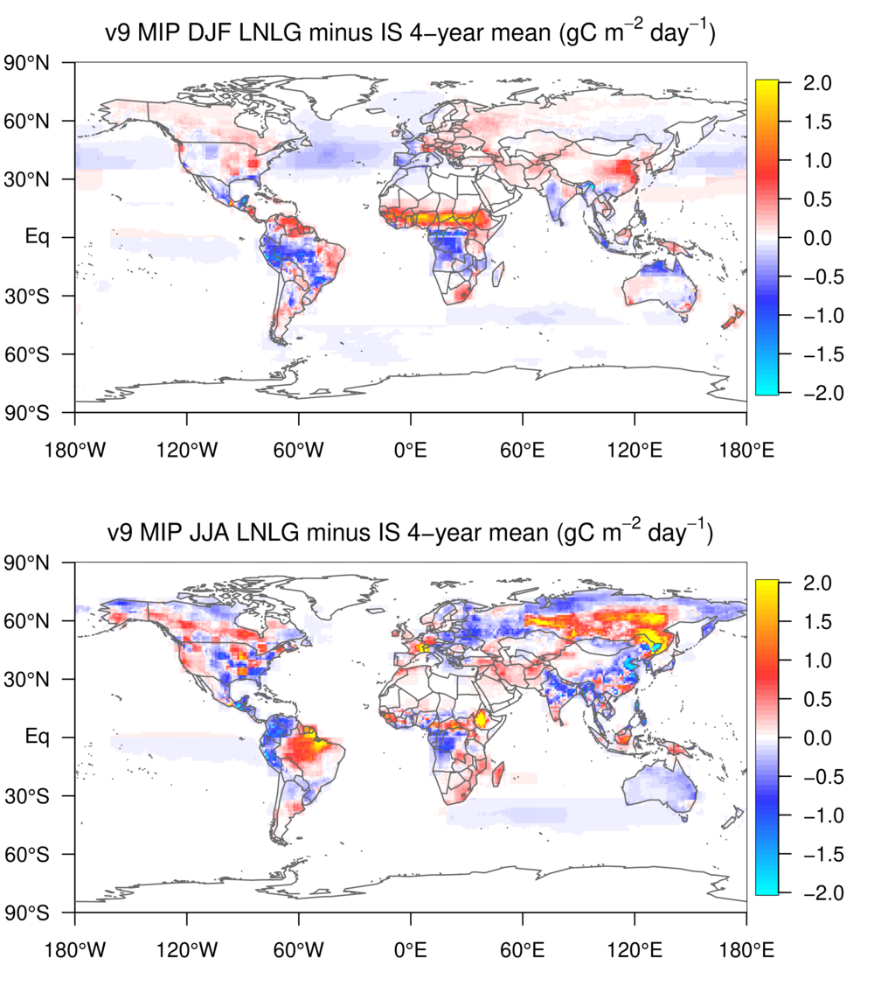 v9 MIP DJF LNLG minus IS 4−year mean (gC m⁻² day⁻¹)
90°N
60°N
30°N
Eq
30°S
60°S
90°S
180°W 120°W 60°W 0°E 60°E 120°E 180°E
2.0
1.5
1.0
0.5
0.0
−0.5
−1.0
−1.5
−2.0
v9 MIP JJA LNLG minus IS 4−year mean (gC m⁻² day⁻¹)
90°N
60°N
30°N
Eq
30°S
60°S
90°S
180°W 120°W 60°W 0°E 60°E 120°E 180°E
2.0
1.5
1.0
0.5
0.0
−0.5
−1.0
−1.5
−2.0